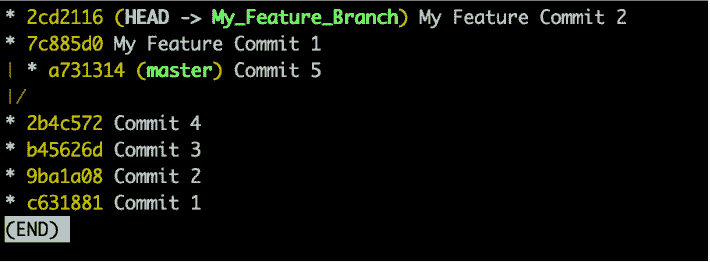 * 2cd2116 (HEAD -> My_Feature_Branch) My Feature Commit 2
* 7c885d0 My Feature Commit 1
| * a731314 (master) Commit 5
|/
* 2b4c572 Commit 4
* b45626d Commit 3
* 9ba1a08 Commit 2
* c631881 Commit 1
(END)